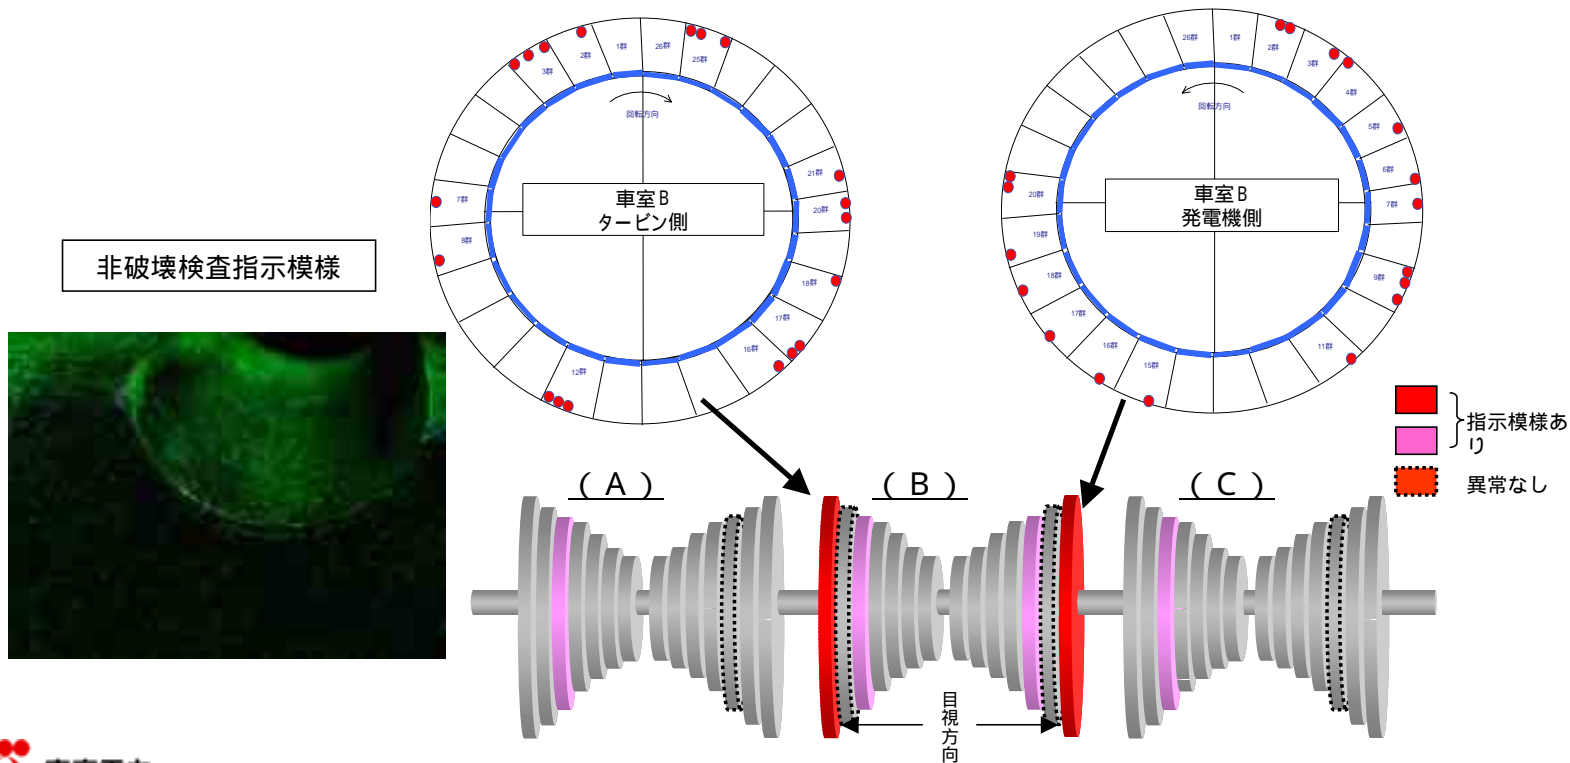 2群
1群
26群
25群
3群
回転方向
21群
7群
20群
車室B
タービン側
8群
18群
17群
16群
12群
26群
1群
2群
3群
4群
回転方向
5群
6群
20群
7群
車室B
発電機側
19群
18群
9群
17群
16群
15群
11群
非破壊検査指示模様
指示模様あ
り
異常なし
(A)
(B)
(C)
目視方向